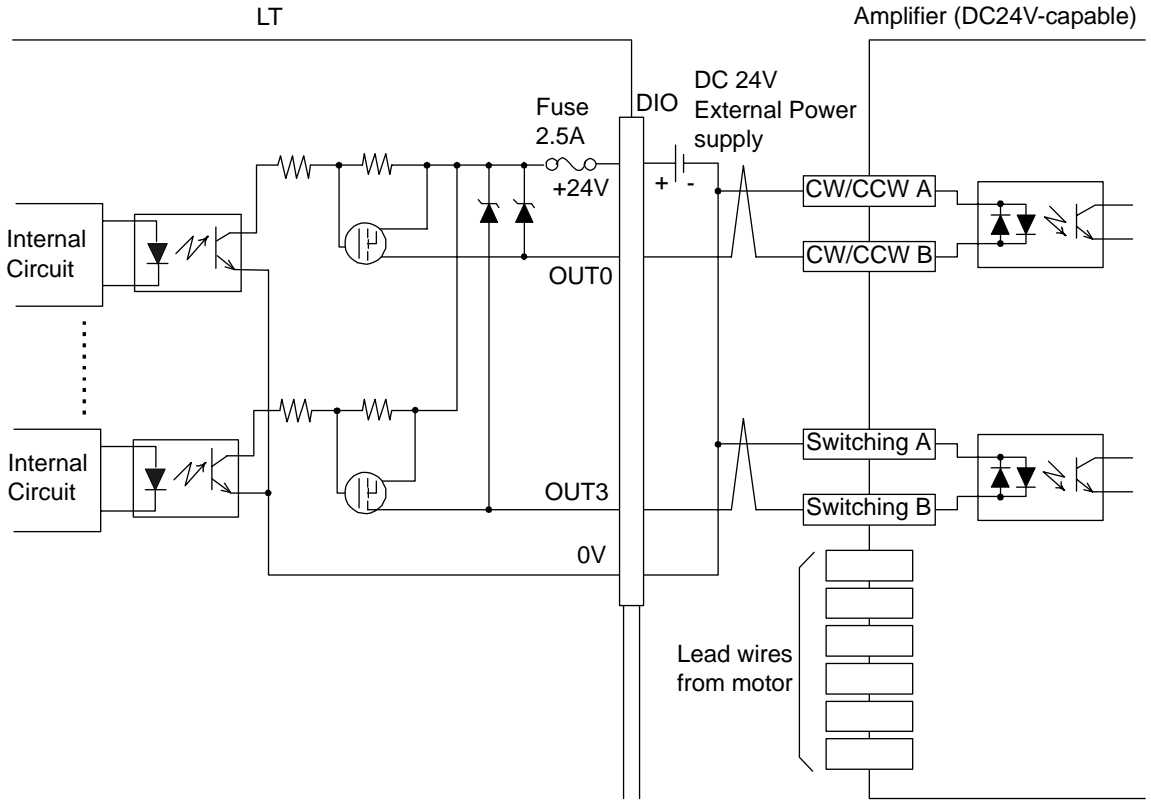 LT
Amplifier (DC24V-capable)
DC 24V
External Power
supply
Fuse
2.5A
DIO
+24V
+ -
CW/CCW A
CW/CCW B
Internal
Circuit
OUT0
Internal
Circuit
OUT3
0V
Switching A
Switching B
Lead wires
from motor